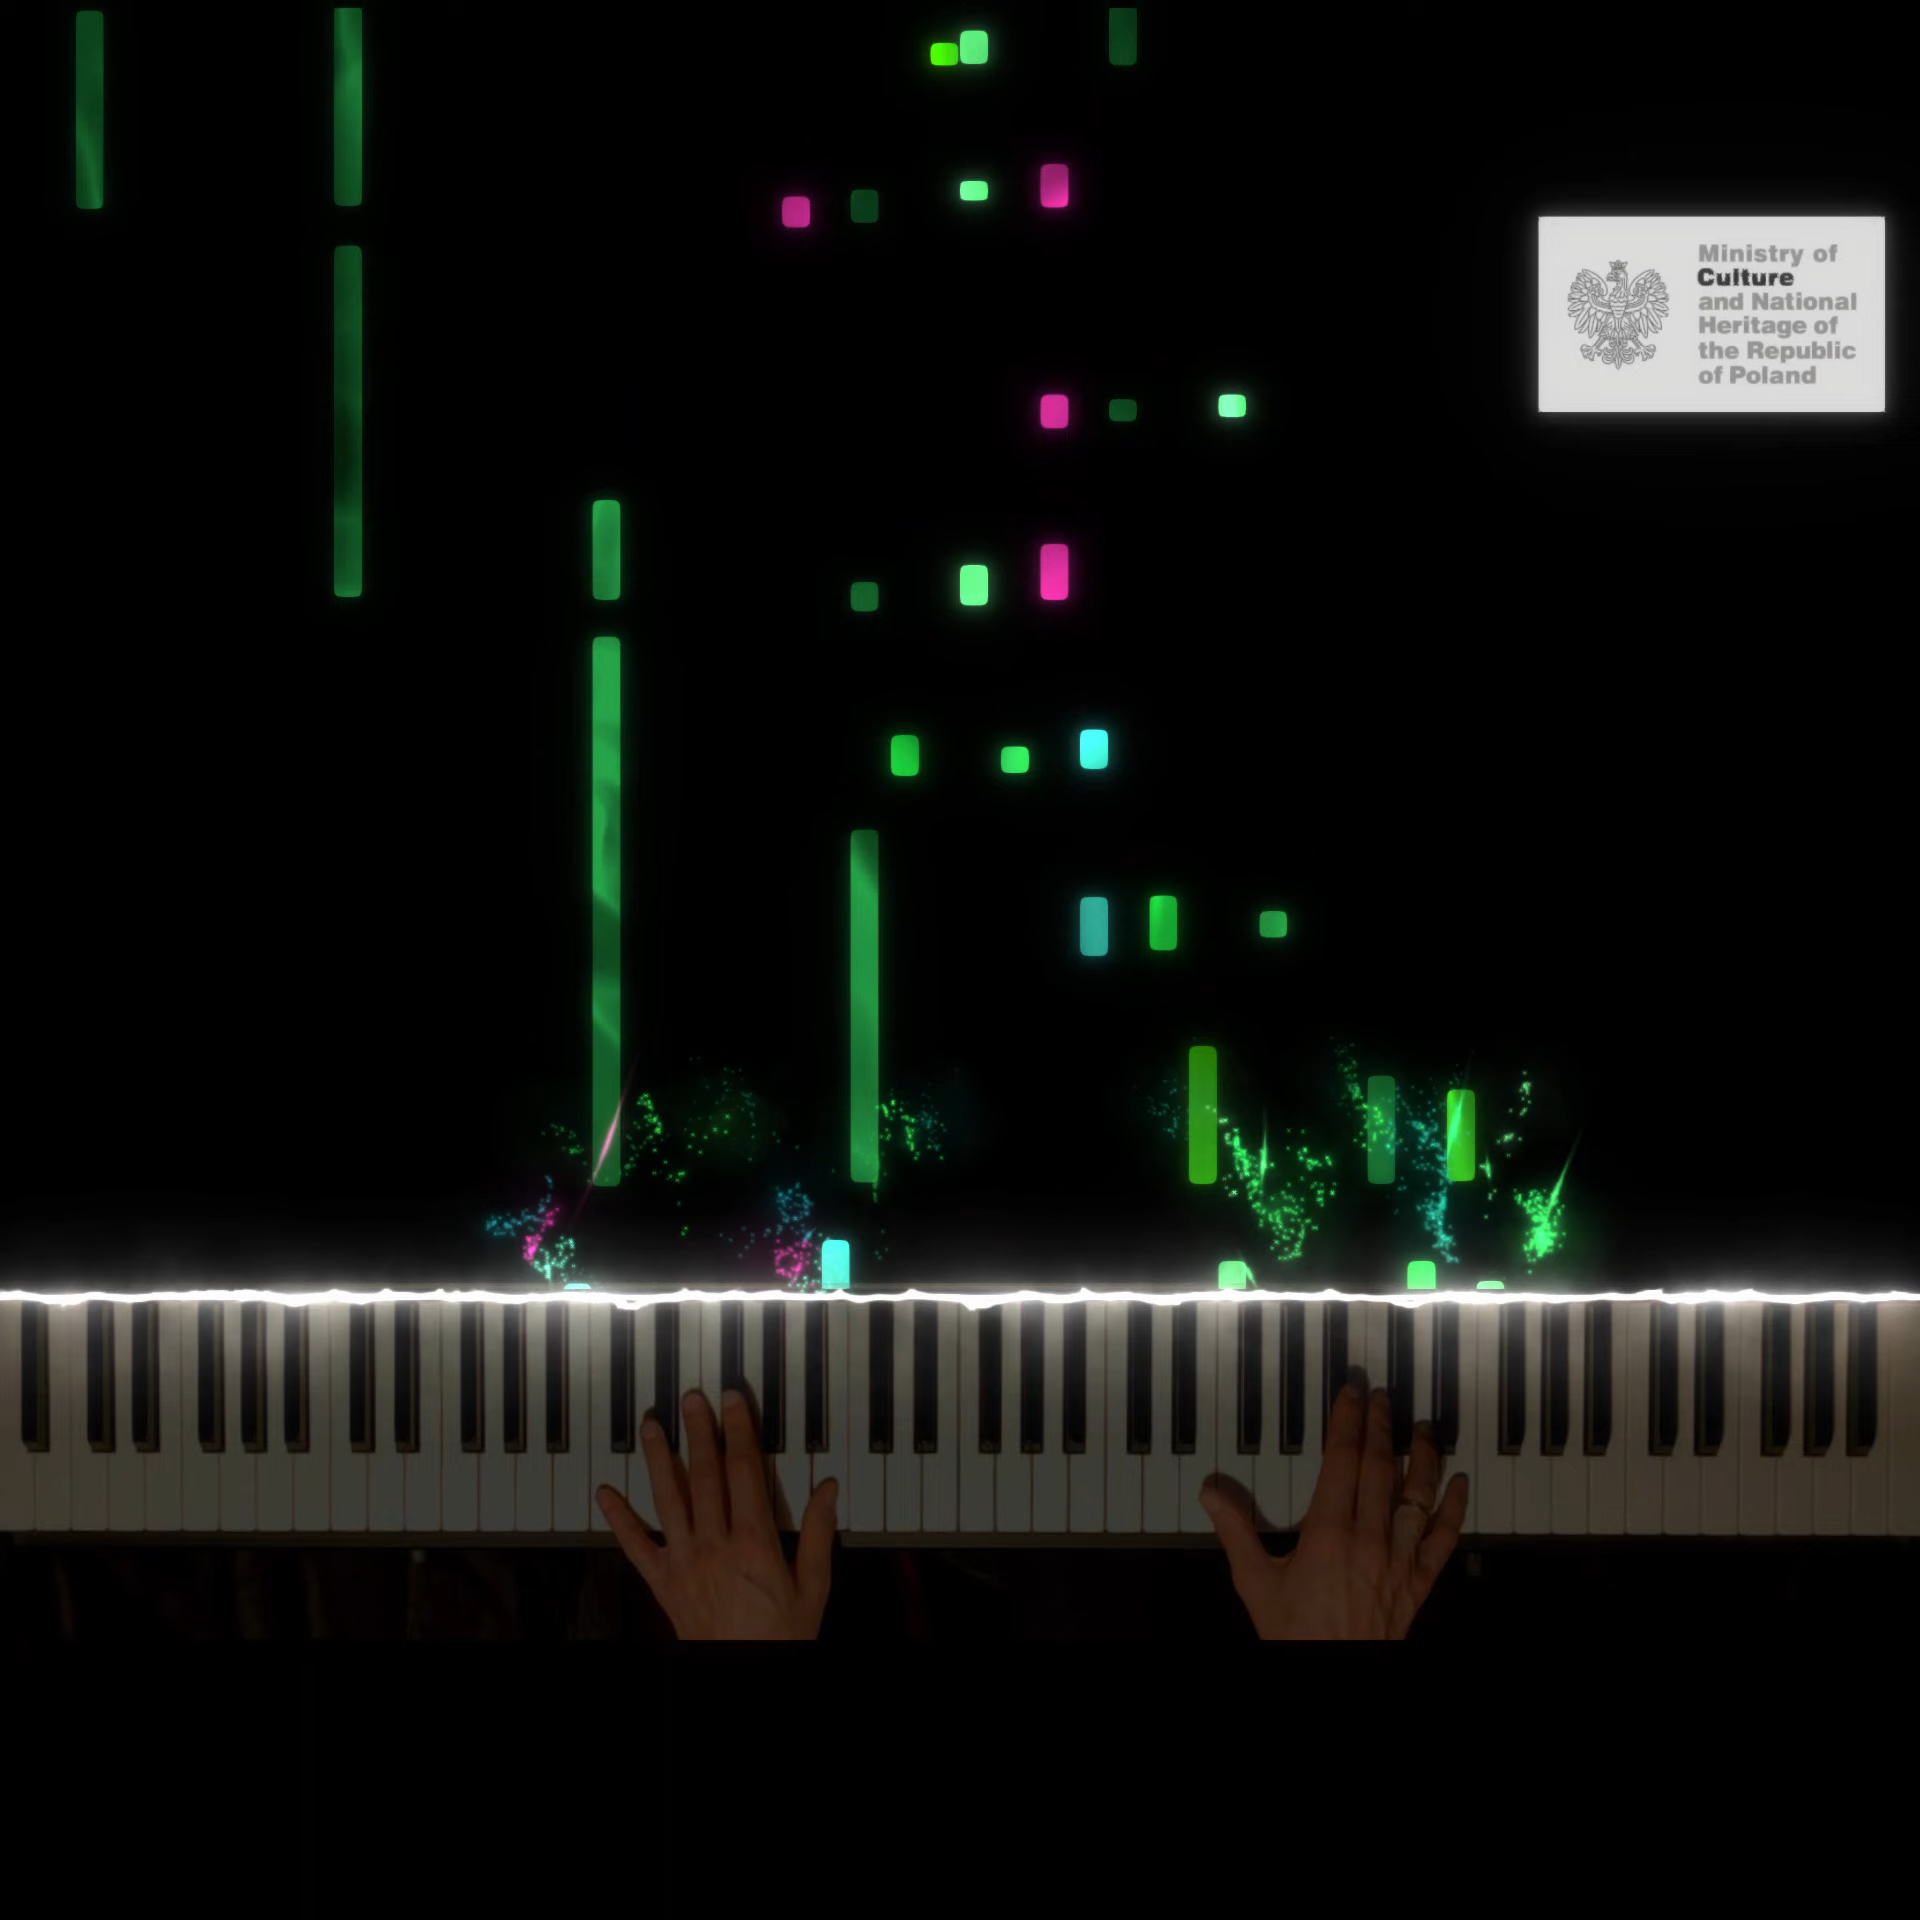 Ministry of
Culture
and National
Heritage of
the Republic
of Poland